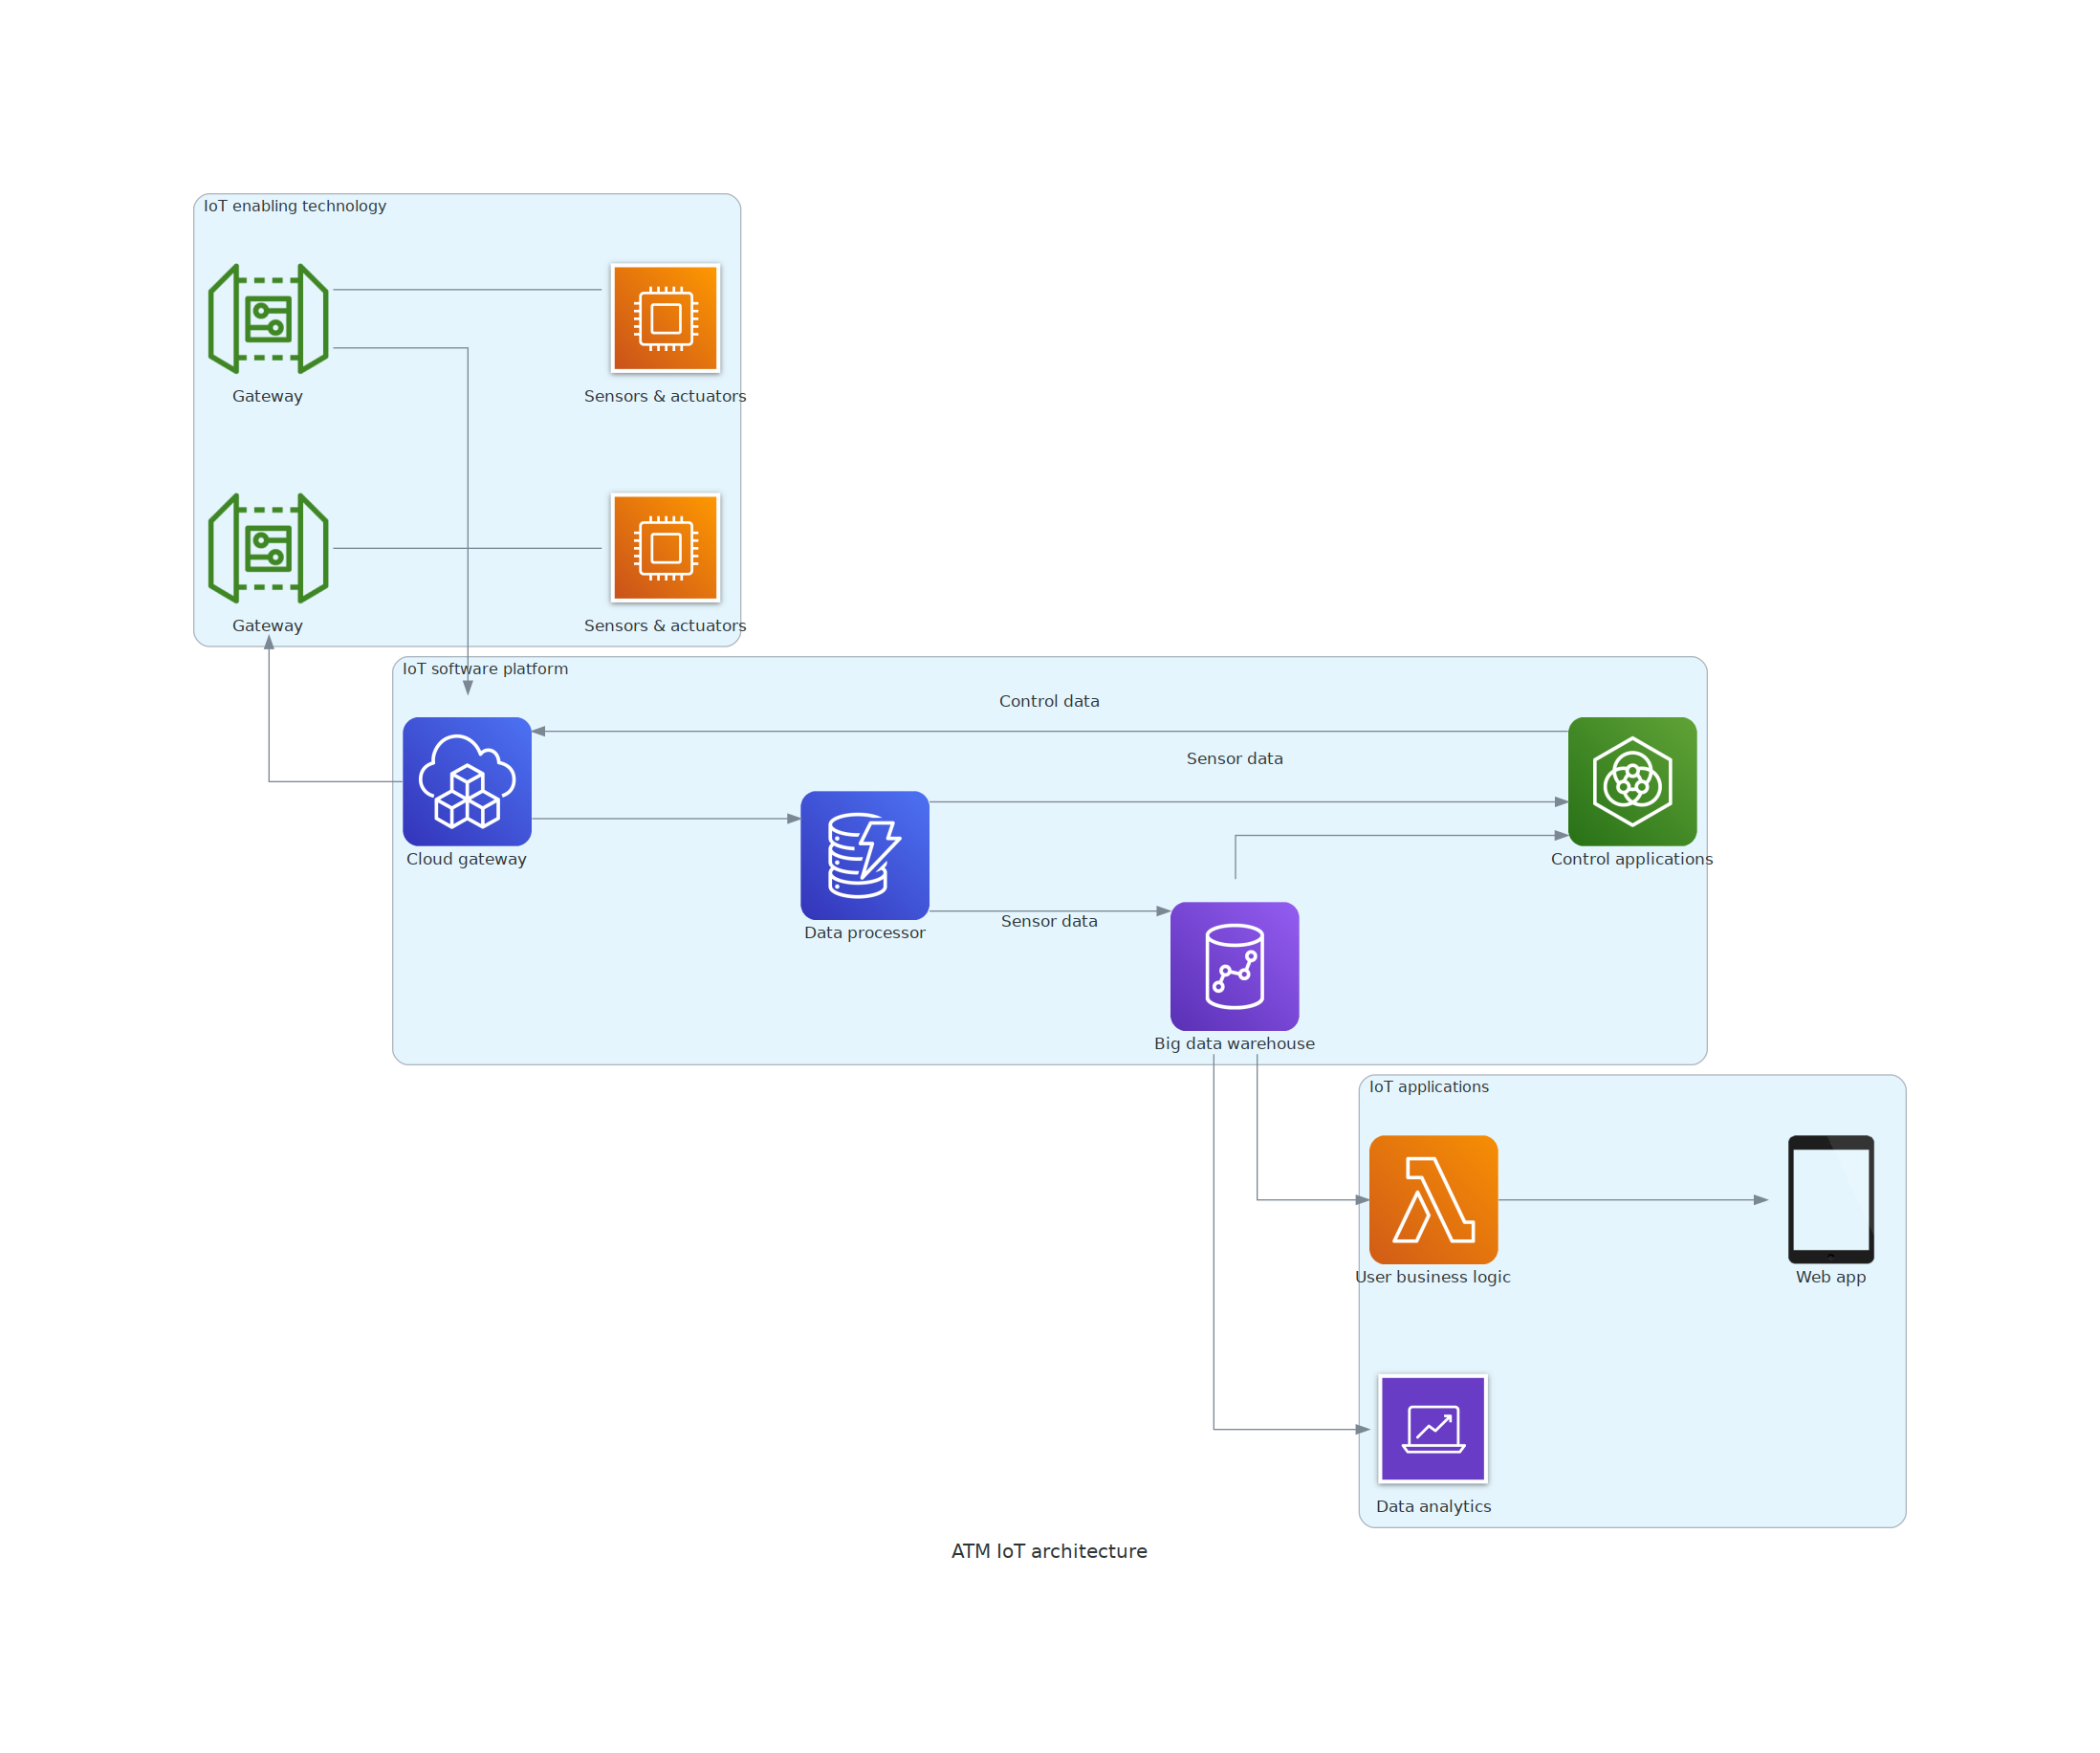 IoT enabling technology
Gateway
Sensors & actuators
Gateway
Sensors & actuators
IoT software platform
Control data
Sensor data
Cloud gateway
Control applications
Sensor data
Data processor
Big data warehouse
IoT applications
User business logic
Web app
Data analytics
ATM IoT architecture